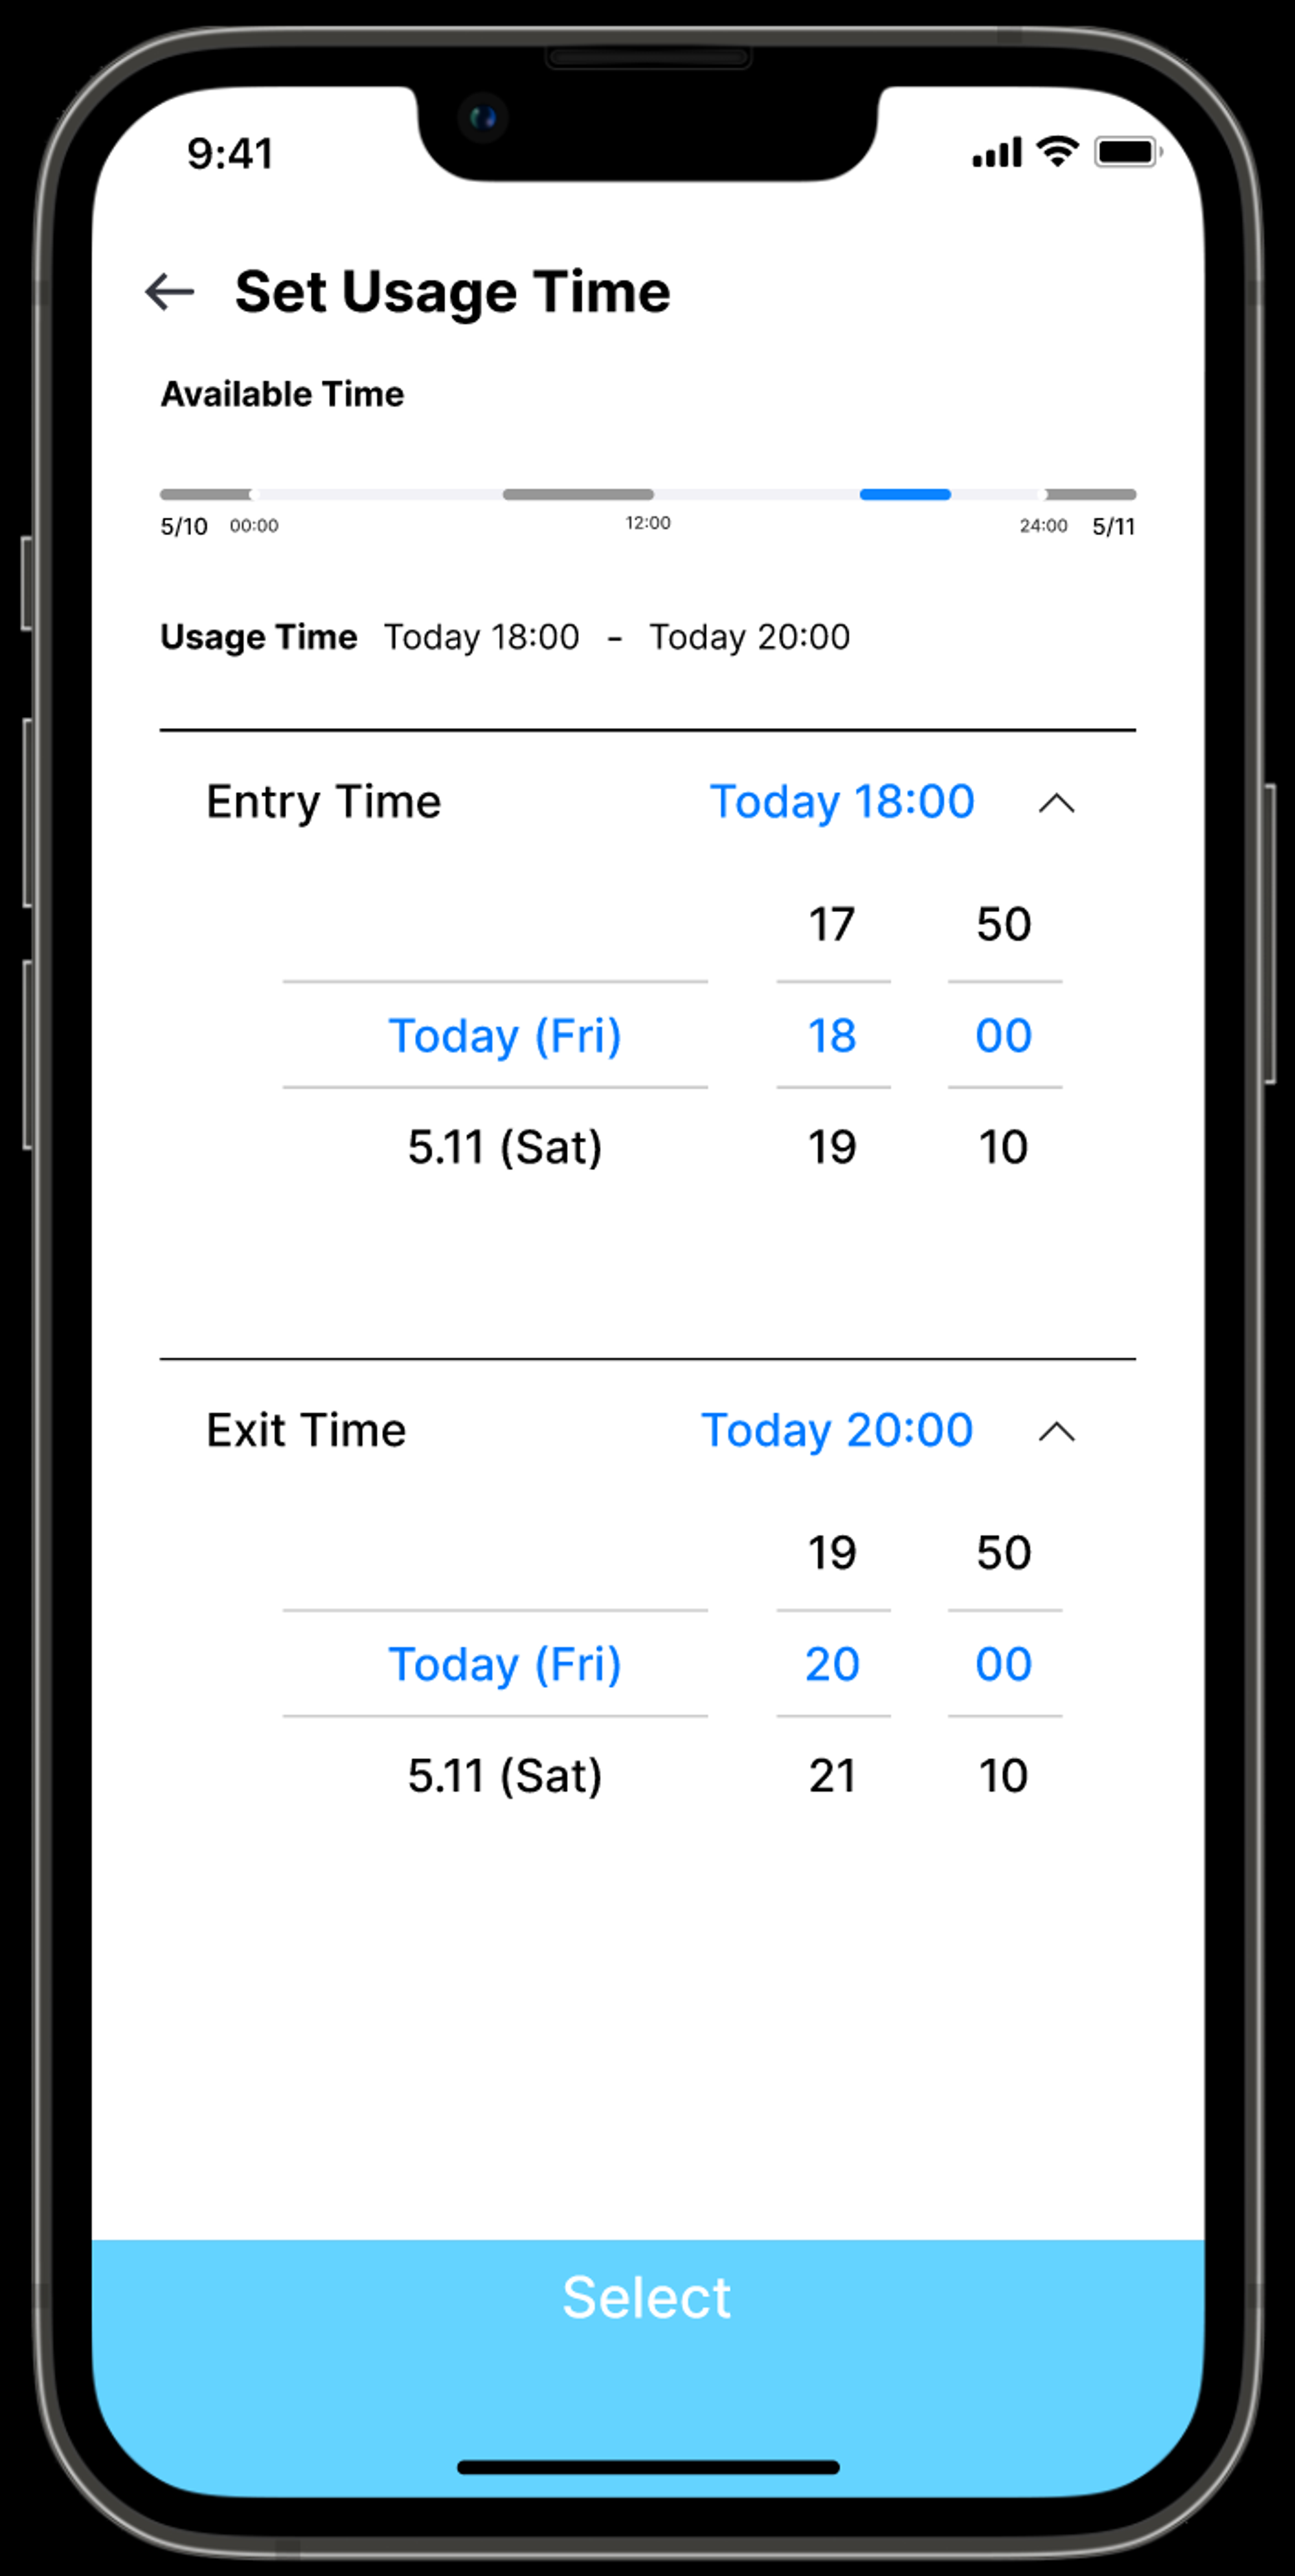 9:41
Set Usage Time
Available Time
5/10 00:00 12:00 24:00 5/11
Usage Time Today 18:00 - Today 20:00
Entry Time Today 18:00
17 50
Today (Fri) 18 00
5.11 (Sat) 19 10
Exit Time Today 20:00
19 50
Today (Fri) 20 00
5.11 (Sat) 21 10
Select